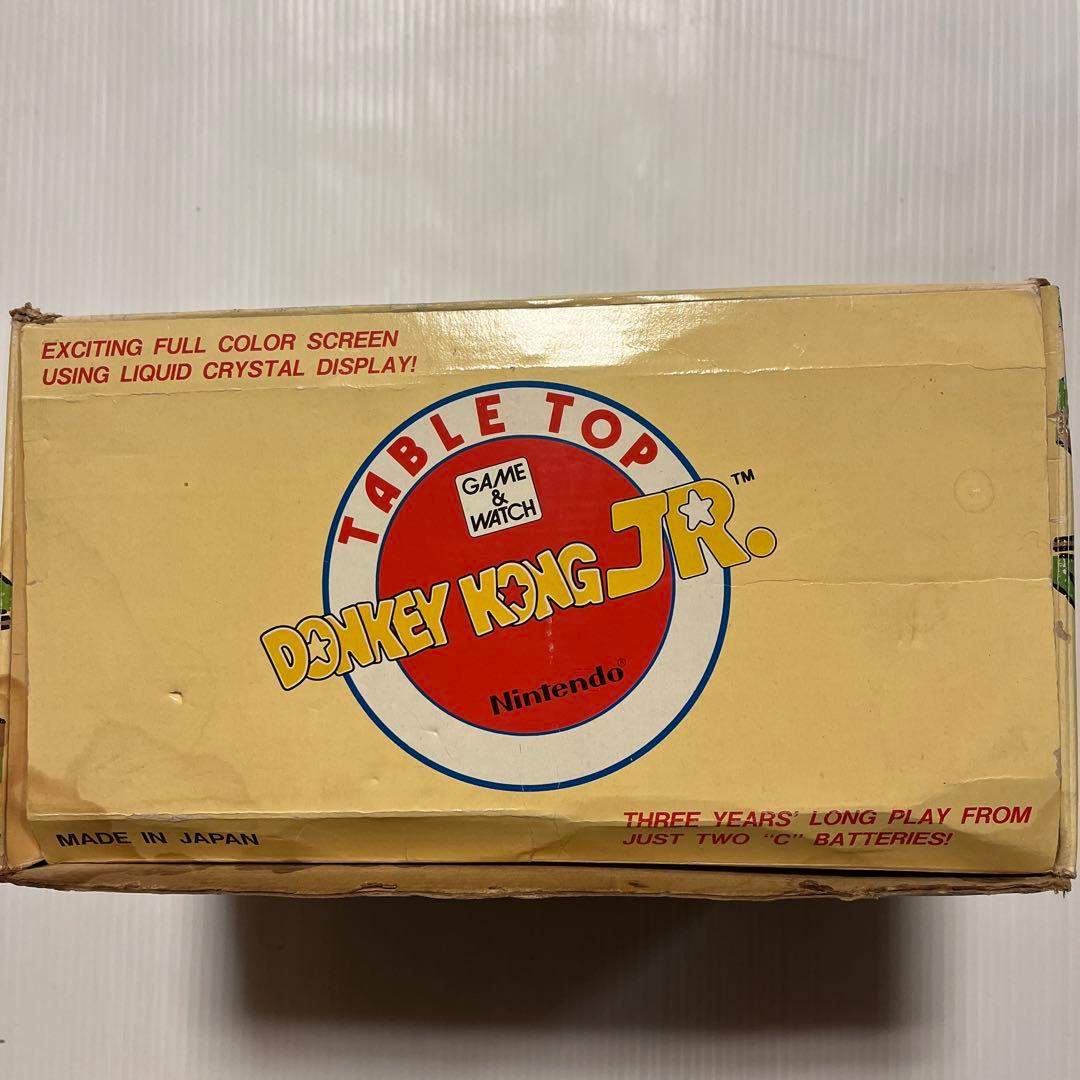 EXCITING FULL COLOR SCREEN
USING LIQUID CRYSTAL DISPLAY!
TABLE TOP
GAME
&
WATCH
DONKEY KONG JR.™
Nintendo®
MADE IN JAPAN
THREE YEARS' LONG PLAY FROM
JUST TWO "C" BATTERIES!